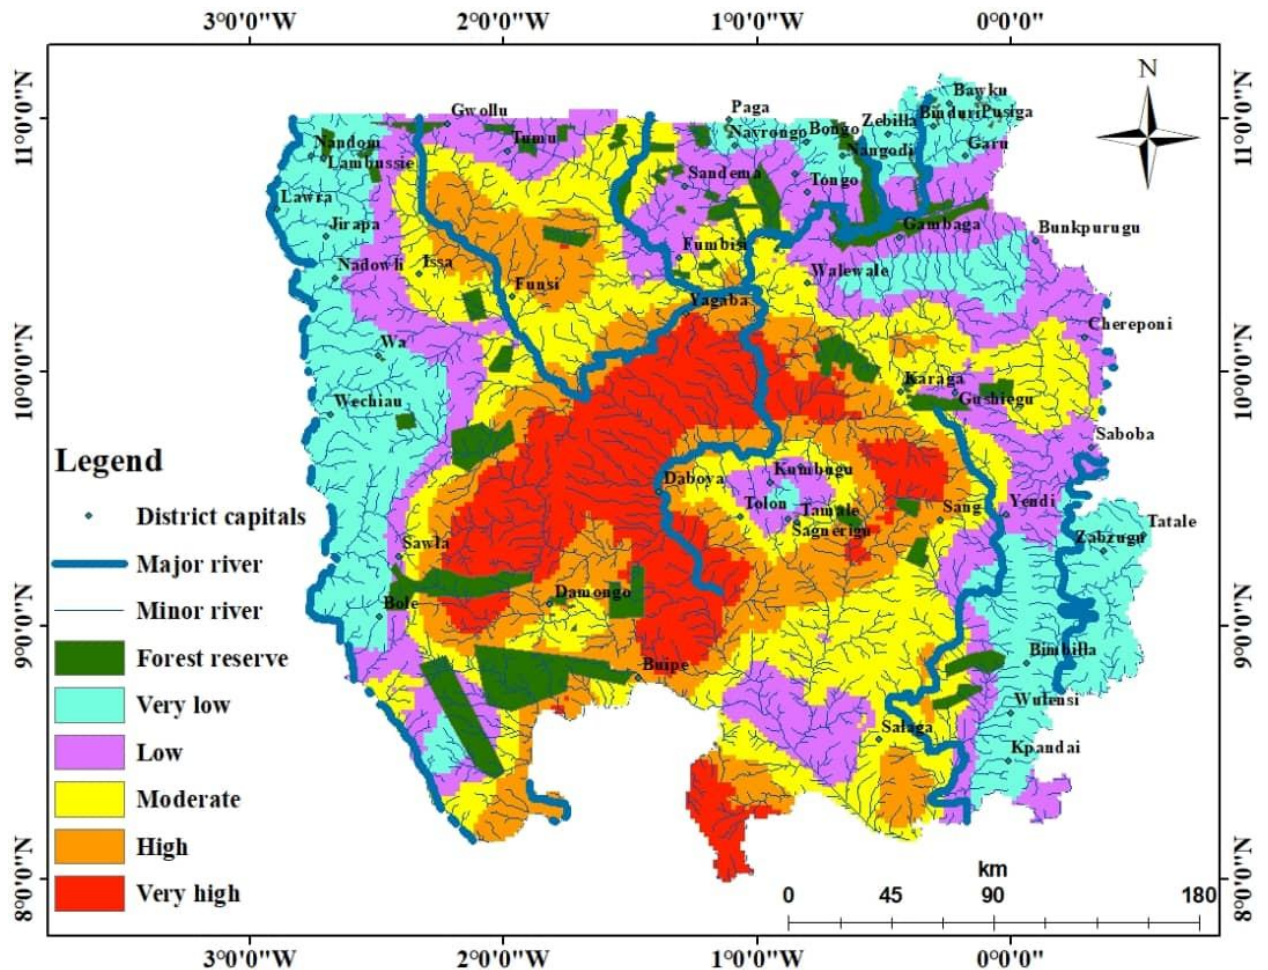 3°0'0"W 2°0'0"W 1°0'0"W 0°0'0"
11°0'0"N
10°0'0"N
9°0'0"N
8°0'0"N
11°0'0"N
10°0'0"N
9°0'0"N
8°0'0"N
N
Bawku
Gwollu
Paga
Binduri
Pusiga
Zebilla
Tumu
Navrongo
Bongo
Nandom
Nangodi
Garu
Lambussie
Sandema
Tongo
Lawra
Jirapa
Gambaga
Bunkpurugu
Fumbisi
Nadowli
Issa
Walewale
Funsi
Yagaba
Chereponi
Wa
Karaga
Gushiegu
Wechiau
Saboba
Kumbugu
Daboya
Tolon
Tamale
Sang
Yendi
Tatale
Sagnerigu
Zabzugu
Sawla
Damongo
Bole
Bimbilla
Buipe
Wulensi
Salaga
Kpandai
Legend
District capitals
Major river
Minor river
Forest reserve
Very low
Low
Moderate
High
Very high
km
0 45 90 180
3°0'0"W 2°0'0"W 1°0'0"W 0°0'0"